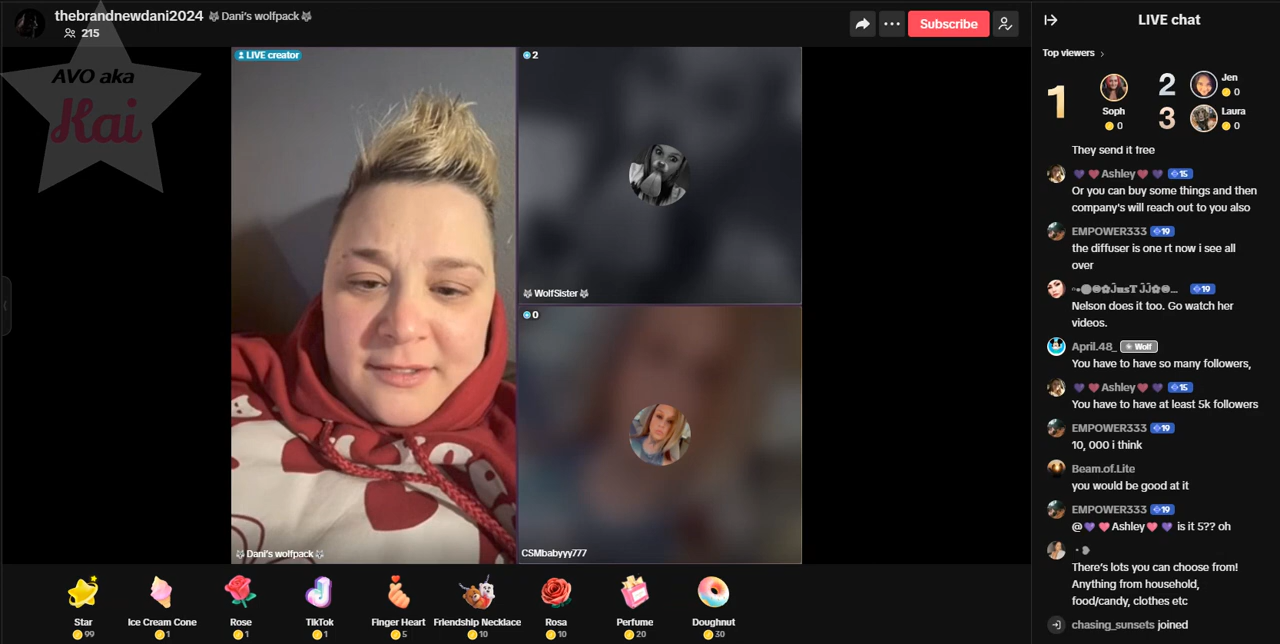 thebrandnewdani2024 🐺Dani's wolfpack🐺
215
Subscribe
AVO aka
Kai
LIVE creator
2
🐺WolfSister🐺
0
🐺Dani's wolfpack🐺
CSMbabyyy777
Star
99
Ice Cream Cone
1
Rose
1
TikTok
1
Finger Heart
5
Friendship Necklace
10
Rosa
10
Perfume
20
Doughnut
30
LIVE chat
Top viewers
1
Soph
0
2
Jen
0
3
Laura
0
They send it free
💜❤️Ashley❤️💜 15
Or you can buy some things and then
company's will reach out to you also
EMPOWER333 19
the diffuser is one rt now i see all
over
19
Nelson does it too. Go watch her
videos.
April.48_ Wolf
You have to have so many followers,
💜❤️Ashley❤️💜 15
You have to have at least 5k followers
EMPOWER333 19
10, 000 i think
Beam.of.Lite
you would be good at it
EMPOWER333 19
@💜❤️Ashley❤️💜 is it 5?? oh
There's lots you can choose from!
Anything from household,
food/candy, clothes etc
chasing_sunsets joined